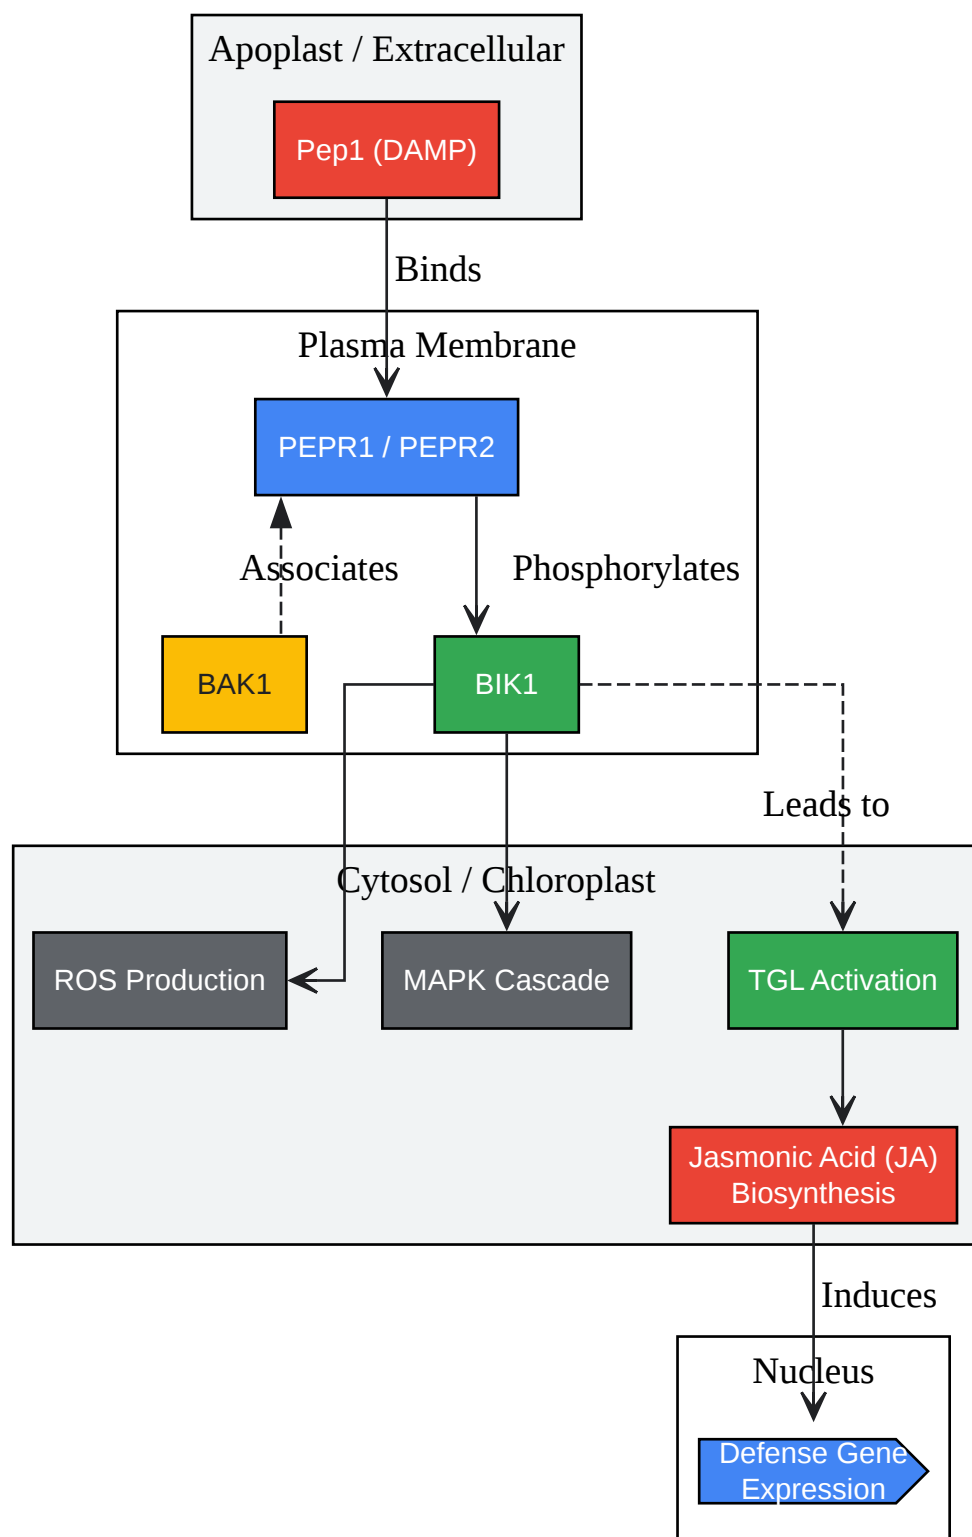 Apoplast / Extracellular
Pep1 (DAMP)
Binds
Plasma Membrane
PEPR1 / PEPR2
Associates
Phosphorylates
BAK1
BIK1
Leads to
Cytosol / Chloroplast
ROS Production
MAPK Cascade
TGL Activation
Jasmonic Acid (JA)
Biosynthesis
Induces
Nucleus
Defense Gene
Expression